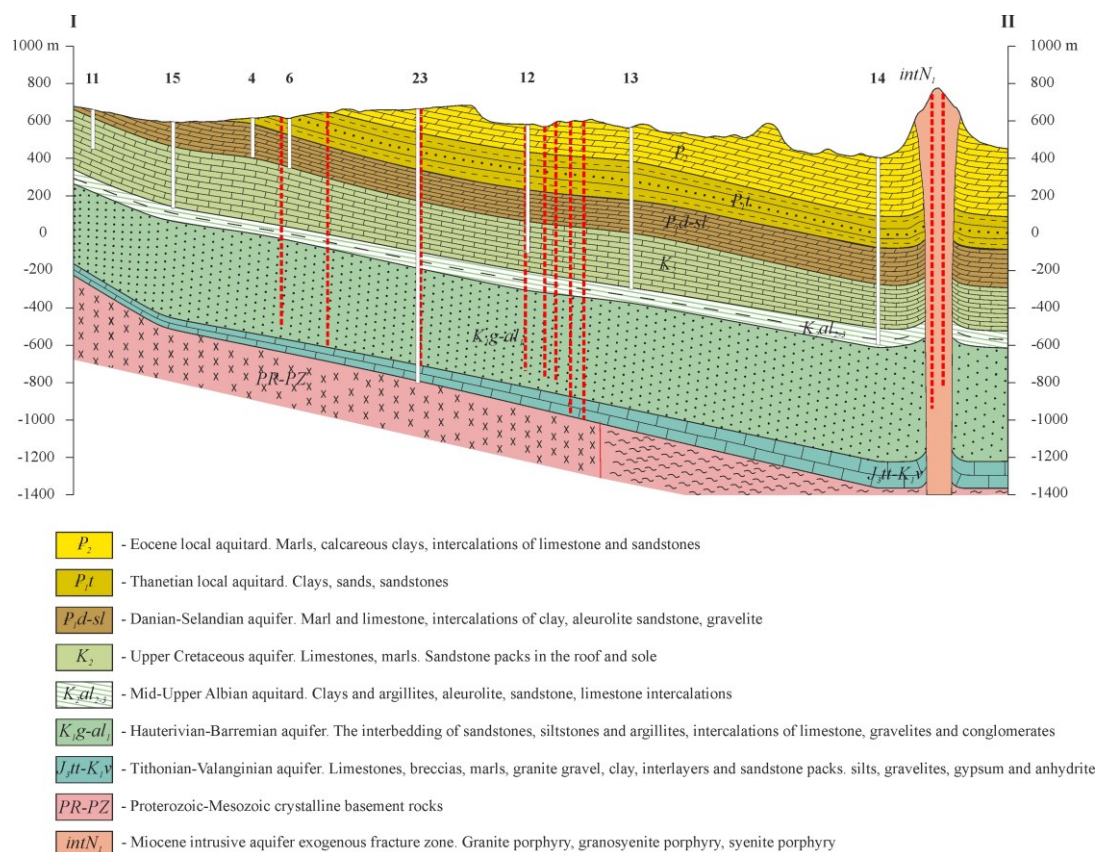 I II
1000 m 1000 m
intN₁
11 15 4 6 23 12 13 14
800 800
600 600
400 400
P₂
200 200
P₁t
P₁d-sl
0 0
K₂
-200 -200
-400 -400
K₁al₂₋₃
K₁g-al₁
-600 -600
PR-PZ
-800 -800
-1000 -1000
-1200 -1200
J₃tt-K₁v
-1400 -1400
P₂ - Eocene local aquitard. Marls, calcareous clays, intercalations of limestone and sandstones
P₁t - Thanetian local aquitard. Clays, sands, sandstones
P₁d-sl - Danian-Selandian aquifer. Marl and limestone, intercalations of clay, aleurolite sandstone, gravelite
K₂ - Upper Cretaceous aquifer. Limestones, marls. Sandstone packs in the roof and sole
K₁al₂₋₃ - Mid-Upper Albian aquitard. Clays and argillites, aleurolite, sandstone, limestone intercalations
K₁g-al₁ - Hauterivian-Barremian aquifer. The interbedding of sandstones, siltstones and argillites, intercalations of limestone, gravelites and conglomerates
J₃tt-K₁v - Tithonian-Valanginian aquifer. Limestones, breccias, marls, granite gravel, clay, interlayers and sandstone packs. silts, gravelites, gypsum and anhydrite
PR-PZ - Proterozoic-Mesozoic crystalline basement rocks
intN₁ - Miocene intrusive aquifer exogenous fracture zone. Granite porphyry, granosyenite porphyry, syenite porphyry